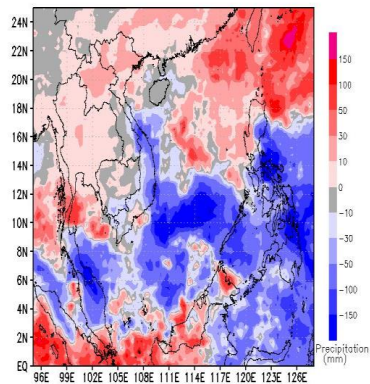 24N
22N
20N
18N
16N
14N
12N
10N
8N
6N
4N
2N
EQ
96E 99E 102E 105E 108E 111E 114E 117E 120E 123E 126E
150
100
50
30
10
0
−10
−30
−50
−100
−150
Precipitation
(mm)